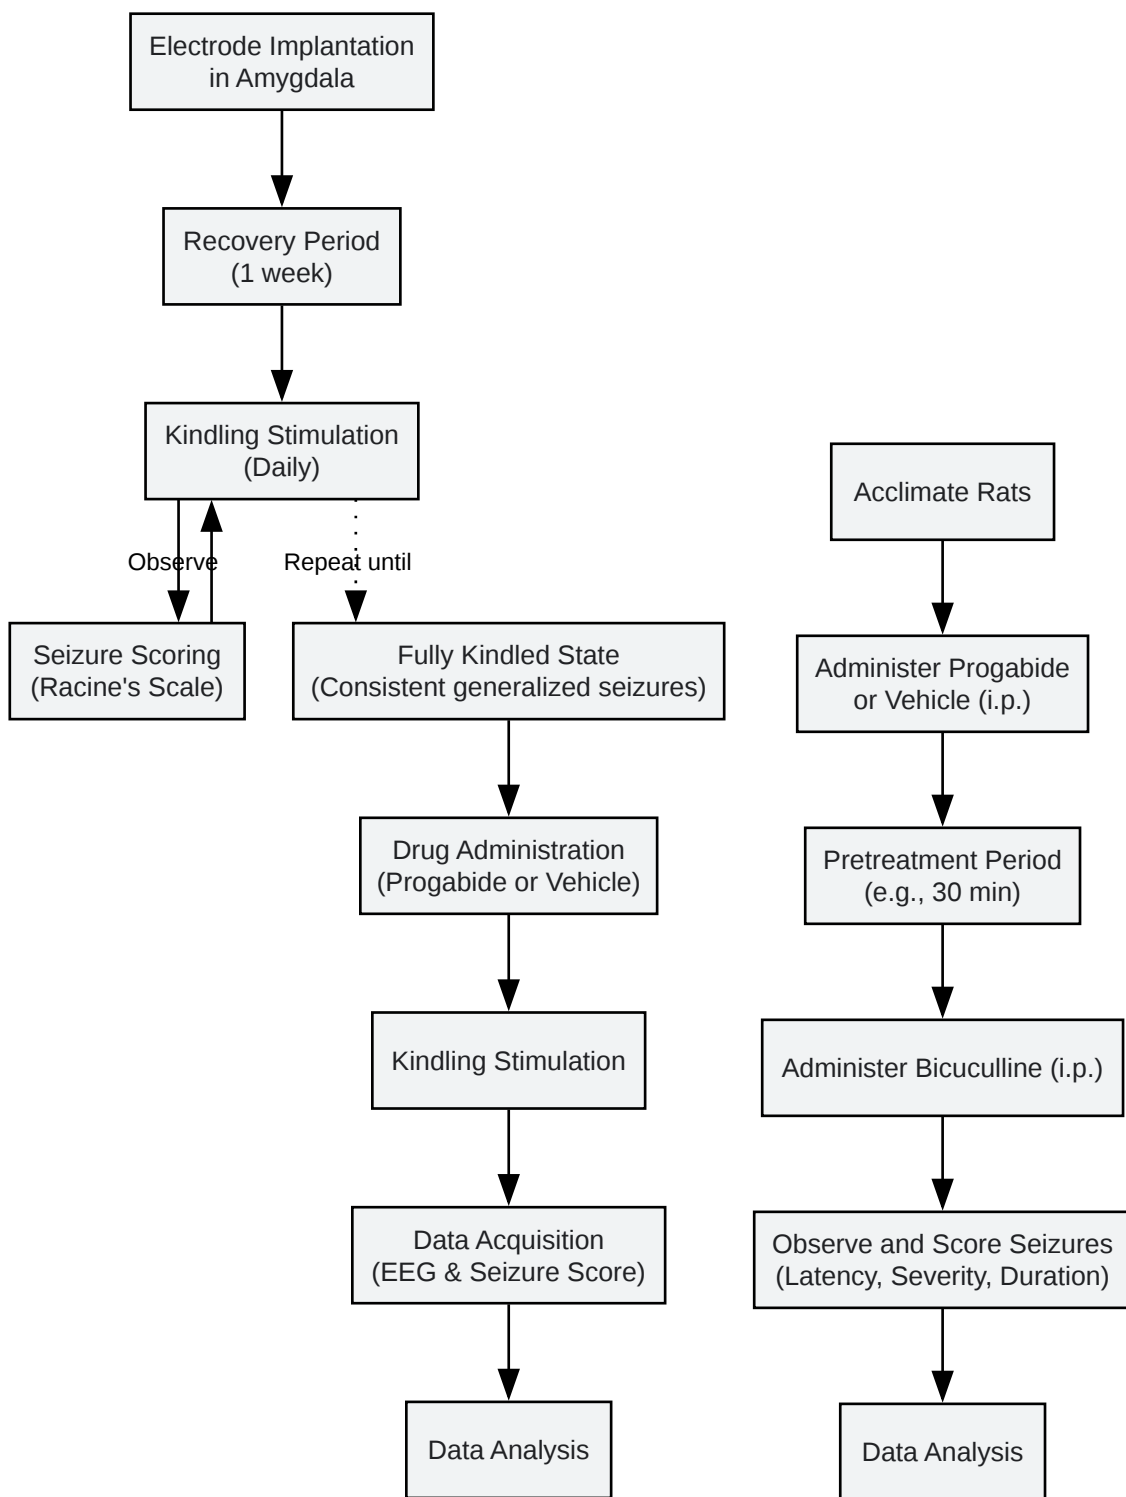 Electrode Implantation
in Amygdala
Recovery Period
(1 week)
Kindling Stimulation
(Daily)
Observe
Repeat until
Seizure Scoring
(Racine's Scale)
Fully Kindled State
(Consistent generalized seizures)
Drug Administration
(Progabide or Vehicle)
Kindling Stimulation
Data Acquisition
(EEG & Seizure Score)
Data Analysis
Acclimate Rats
Administer Progabide
or Vehicle (i.p.)
Pretreatment Period
(e.g., 30 min)
Administer Bicuculline (i.p.)
Observe and Score Seizures
(Latency, Severity, Duration)
Data Analysis